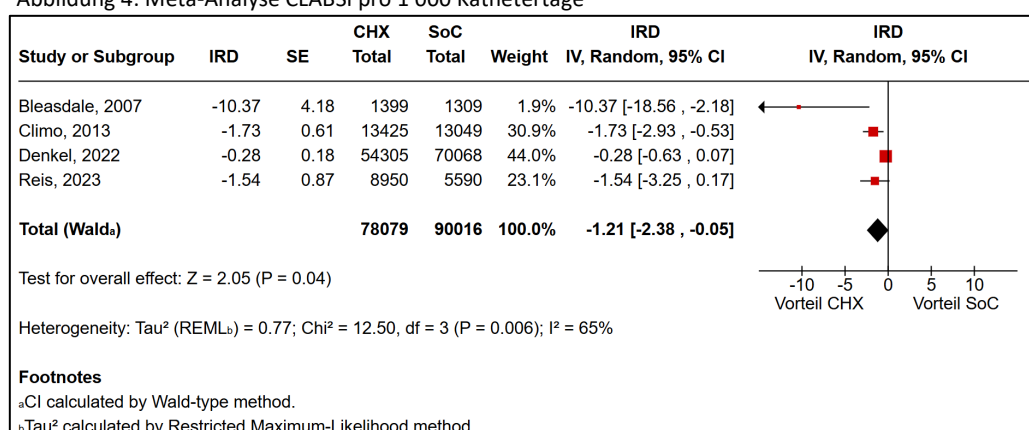 Abbildung 4: Meta-Analyse CLABSI pro 1 000 Kathetertage
CHX SoC IRD IRD
Study or Subgroup IRD SE Total Total Weight IV, Random, 95% CI IV, Random, 95% CI
Bleasdale, 2007 -10.37 4.18 1399 1309 1.9% -10.37 [-18.56 , -2.18]
Climo, 2013 -1.73 0.61 13425 13049 30.9% -1.73 [-2.93 , -0.53]
Denkel, 2022 -0.28 0.18 54305 70068 44.0% -0.28 [-0.63 , 0.07]
Reis, 2023 -1.54 0.87 8950 5590 23.1% -1.54 [-3.25 , 0.17]
Total (Waldₐ) 78079 90016 100.0% -1.21 [-2.38 , -0.05]
Test for overall effect: Z = 2.05 (P = 0.04)
-10 -5 0 5 10
Vorteil CHX Vorteil SoC
Heterogeneity: Tau² (REMLb) = 0.77; Chi² = 12.50, df = 3 (P = 0.006); I² = 65%
Footnotes
ₐCI calculated by Wald-type method.
bTau² calculated by Restricted Maximum-Likelihood method